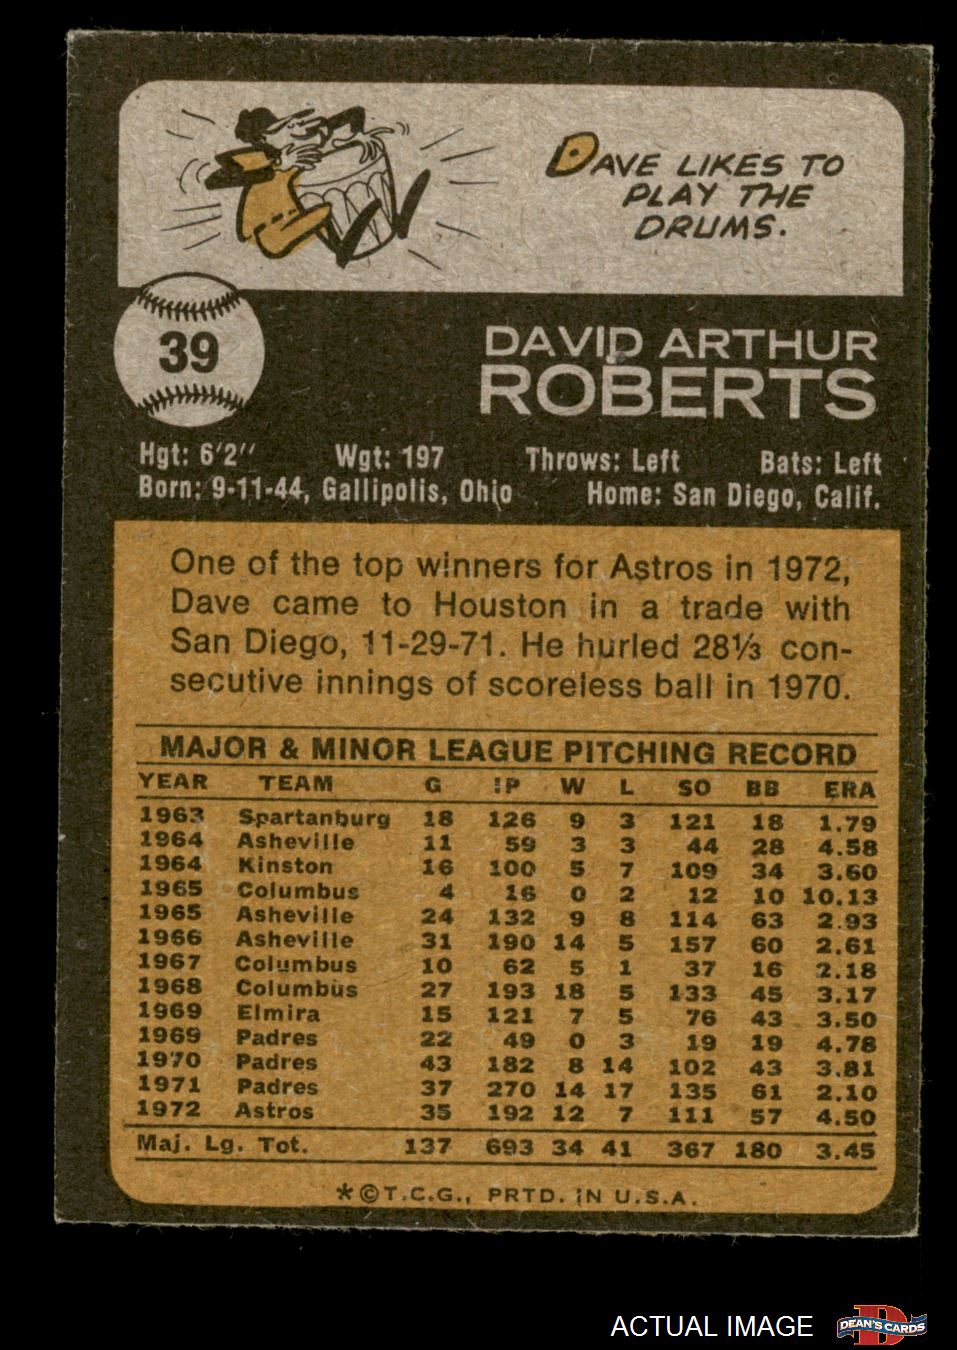 DAVE LIKES TO
PLAY THE
DRUMS.
39
DAVID ARTHUR
ROBERTS
Hgt: 6'2" Wgt: 197 Throws: Left Bats: Left
Born: 9-11-44, Gallipolis, Ohio Home: San Diego, Calif.
One of the top winners for Astros in 1972,
Dave came to Houston in a trade with
San Diego, 11-29-71. He hurled 28⅓ con-
secutive innings of scoreless ball in 1970.
MAJOR & MINOR LEAGUE PITCHING RECORD
YEAR TEAM G IP W L SO BB ERA
1963 Spartanburg 18 126 9 3 121 18 1.79
1964 Asheville 11 59 3 3 44 28 4.58
1964 Kinston 16 100 5 7 109 34 3.60
1965 Columbus 4 16 0 2 12 10 10.13
1965 Asheville 24 132 9 8 114 63 2.93
1966 Asheville 31 190 14 5 157 60 2.61
1967 Columbus 10 62 5 1 37 16 2.18
1968 Columbus 27 193 18 5 133 45 3.17
1969 Elmira 15 121 7 5 76 43 3.50
1969 Padres 22 49 0 3 19 19 4.78
1970 Padres 43 182 8 14 102 43 3.81
1971 Padres 37 270 14 17 135 61 2.10
1972 Astros 35 192 12 7 111 57 4.50
Maj. Lg. Tot. 137 693 34 41 367 180 3.45
*©T.C.G., PRTD. IN U.S.A.
ACTUAL IMAGE
D
DEAN'S CARDS